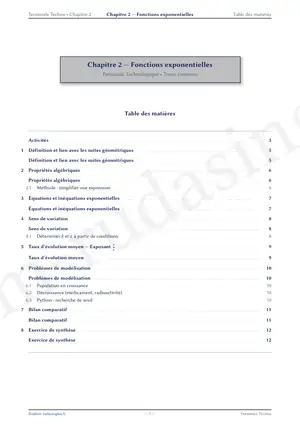 Terminale Techno • Chapitre 2 Chapitre 2 — Fonctions exponentielles Table des matières
Chapitre 2 — Fonctions exponentielles
Terminale Technologique • Tronc commun
Table des matières
Activités 3
1 Définition et lien avec les suites géométriques 5
Définition et lien avec les suites géométriques 5
2 Propriétés algébriques 6
Propriétés algébriques 6
2.1 Méthode : simplifier une expression 6
3 Equations et inéquations exponentielles 7
Équations et inéquations exponentielles 7
4 Sens de variation 8
Sens de variation 8
4.1 Déterminer k et a à partir de conditions 8
5 Taux d'évolution moyen — Exposant 1/n 9
Taux d'évolution moyen 9
6 Problèmes de modélisation 10
Problèmes de modélisation 10
6.1 Population en croissance 10
6.2 Décroissance (médicament, radioactivité) 10
6.3 Python : recherche de seuil 10
7 Bilan comparatif 11
Bilan comparatif 11
8 Exercice de synthèse 12
Exercice de synthèse 12
— 1 —